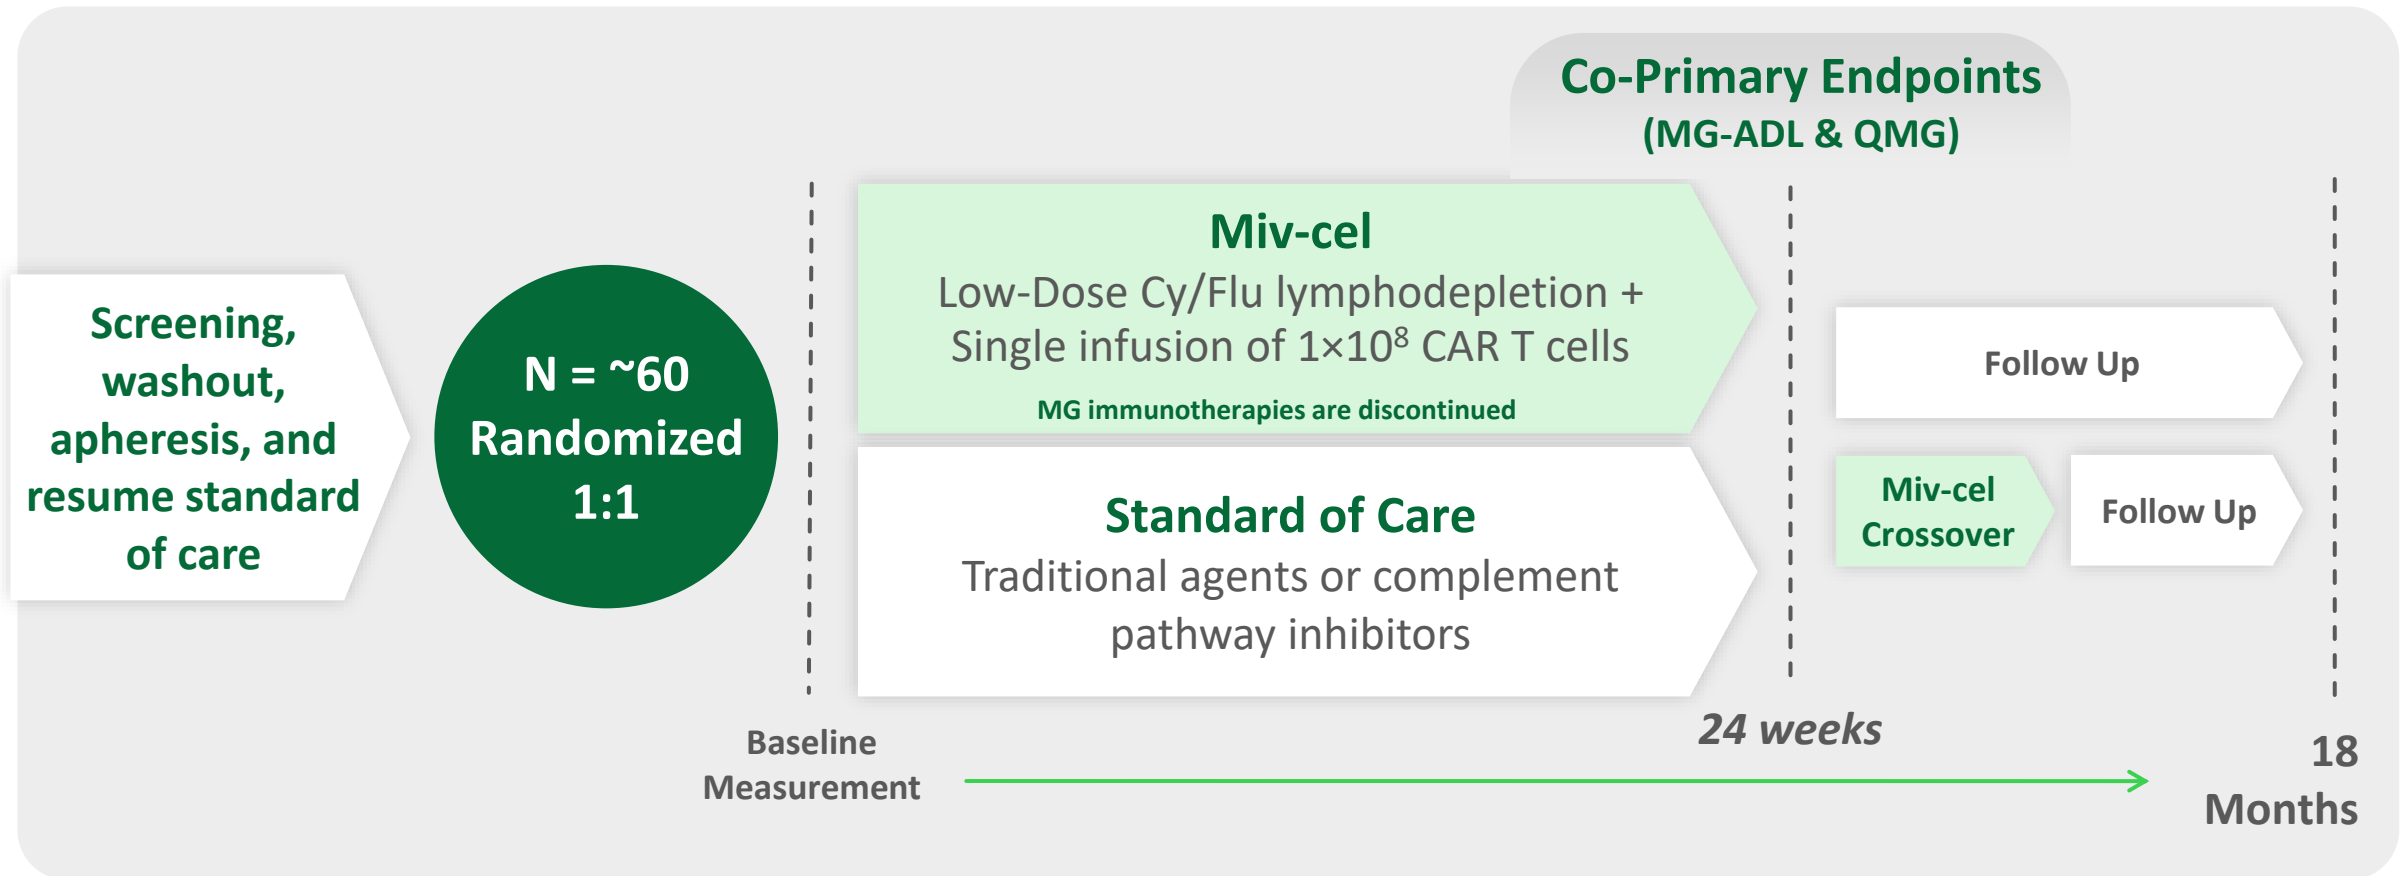 Co-Primary Endpoints
(MG-ADL & QMG)
Screening,
washout,
apheresis, and
resume standard
of care
N = ~60
Randomized
1:1
Miv-cel
Low-Dose Cy/Flu lymphodepletion +
Single infusion of 1×10⁸ CAR T cells
MG immunotherapies are discontinued
Standard of Care
Traditional agents or complement
pathway inhibitors
Follow Up
Miv-cel
Crossover
Follow Up
Baseline
Measurement
24 weeks
18
Months